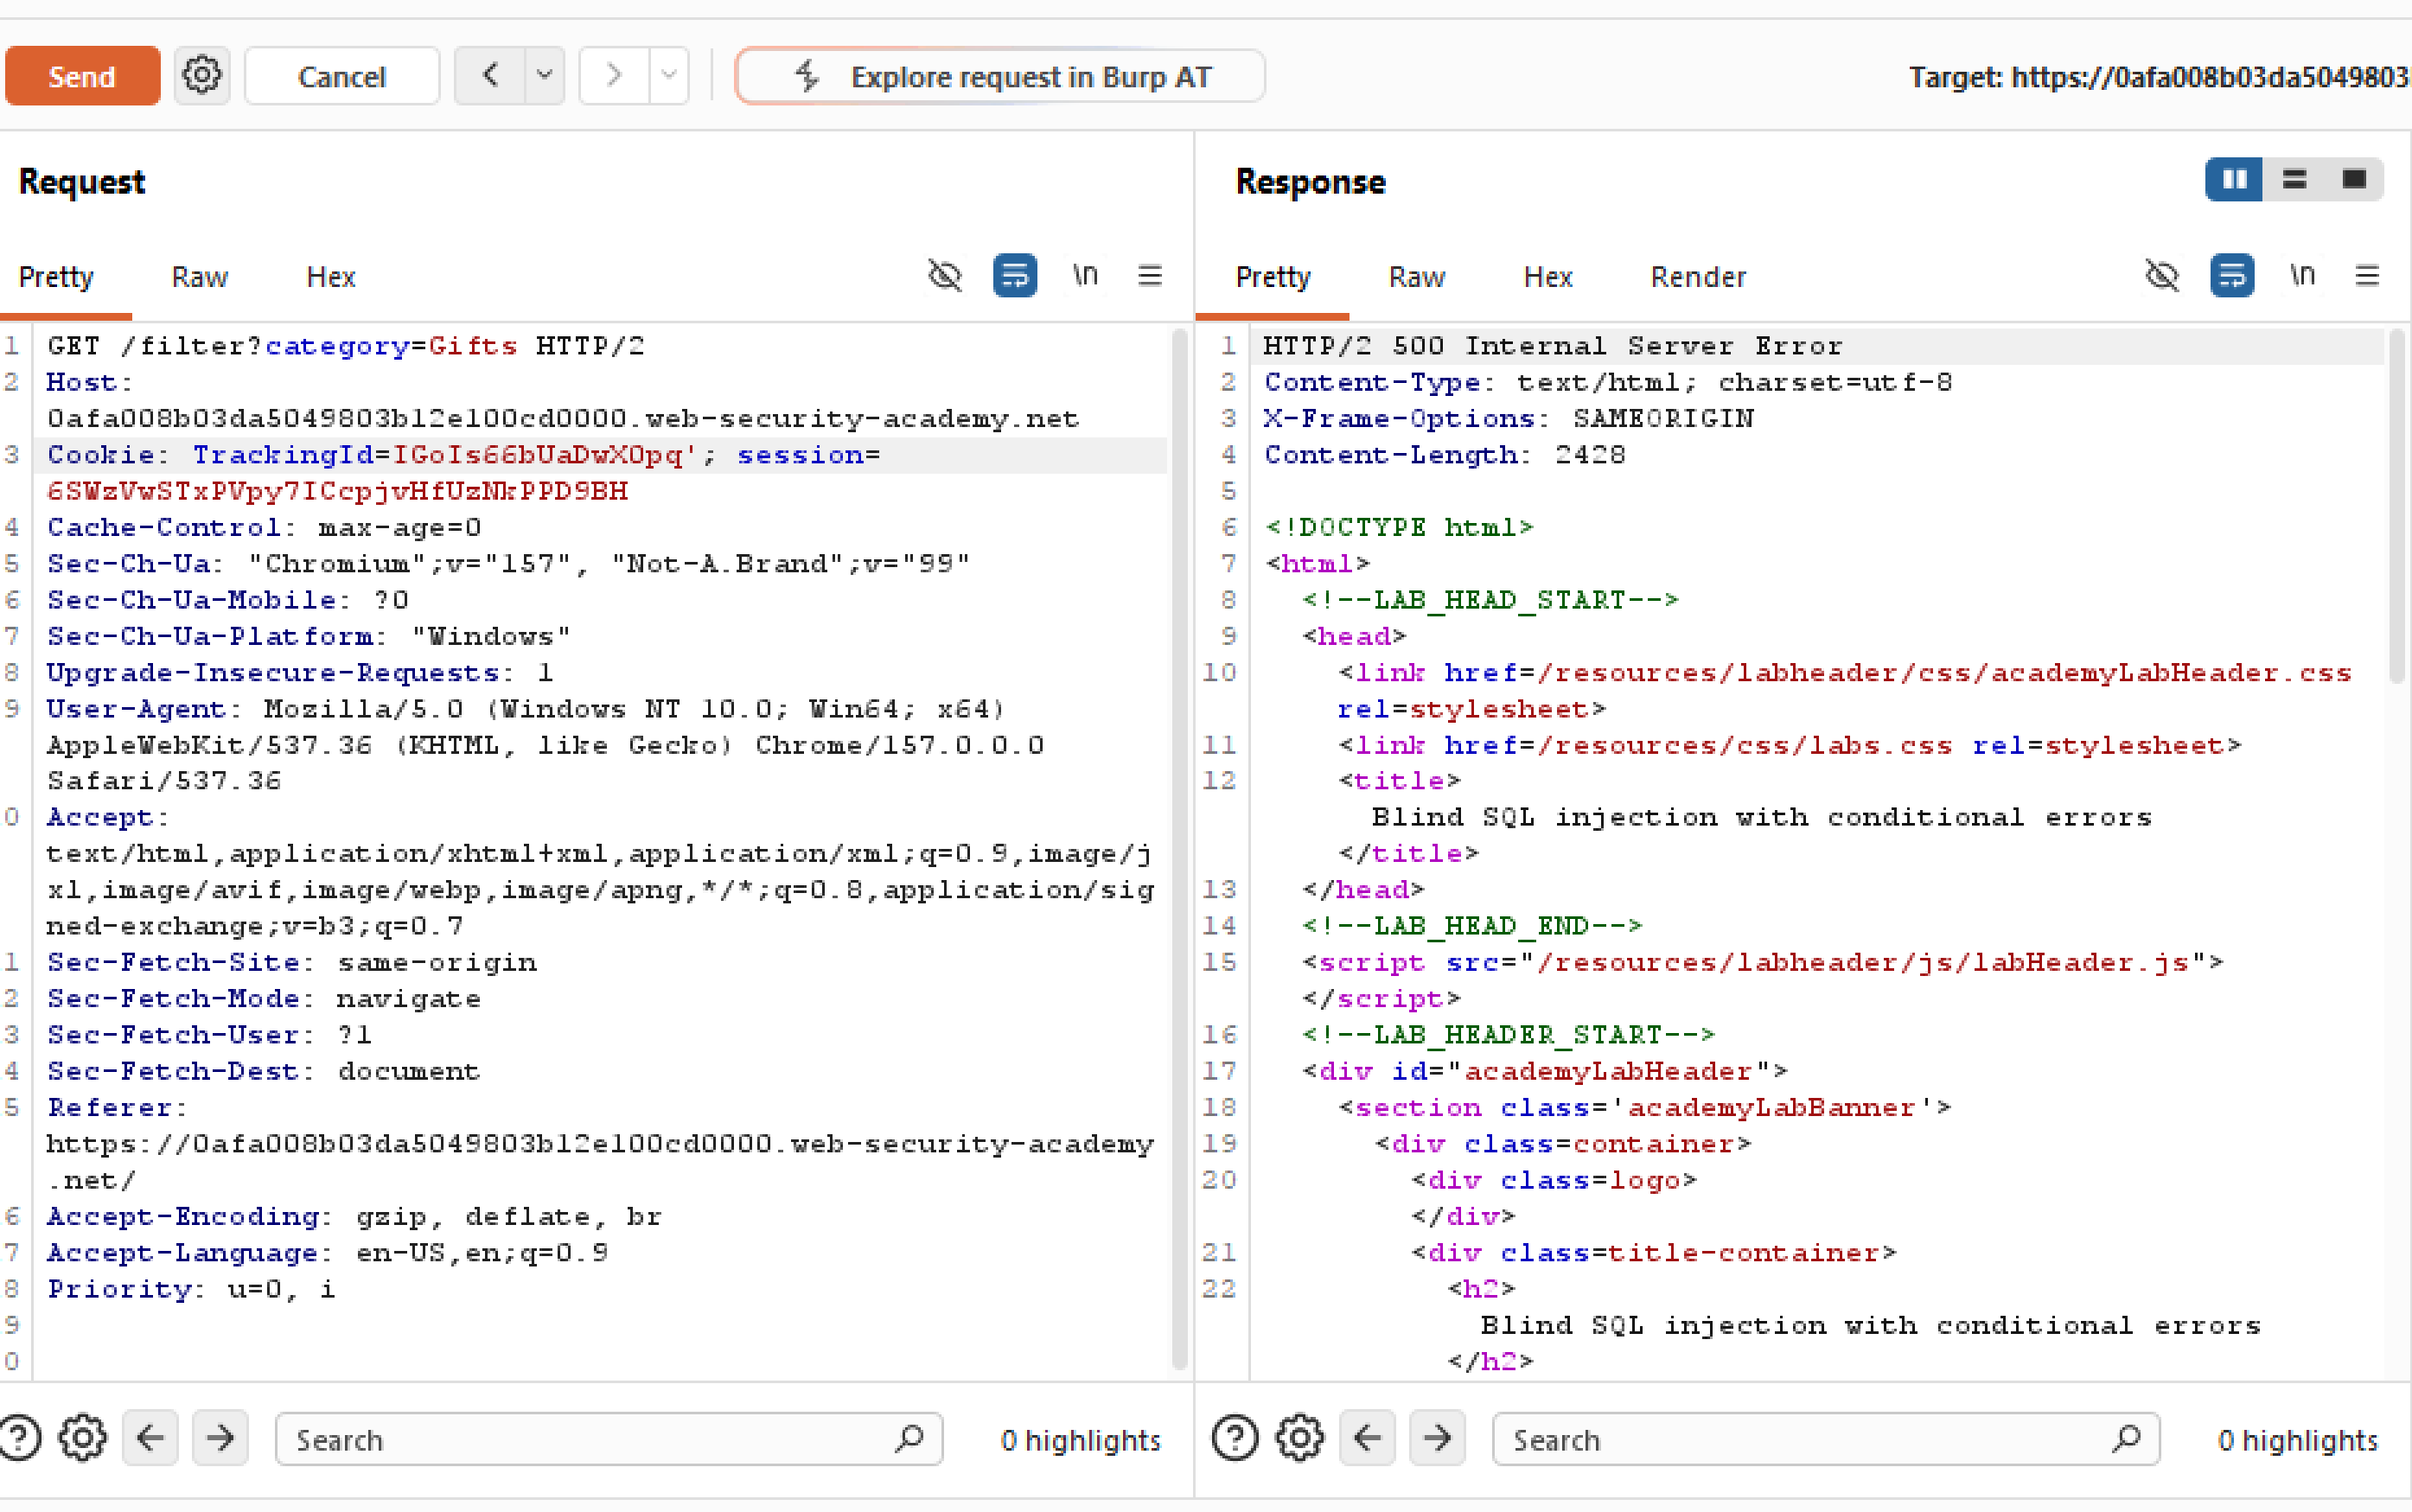 Send
Cancel
Explore request in Burp AT
Target: https://0afa008b03da5049803
Request
Pretty
Raw
Hex
\n
1 GET /filter?category=Gifts HTTP/2
2 Host:
0afa008b03da5049803b12e100cd0000.web-security-academy.net
3 Cookie: TrackingId=IGoIs66bUaDwXOpq'; session=
6SWzVwSTxPVpy7ICcpjvHfUzNkPPD9BH
4 Cache-Control: max-age=0
5 Sec-Ch-Ua: "Chromium";v="157", "Not-A.Brand";v="99"
6 Sec-Ch-Ua-Mobile: ?0
7 Sec-Ch-Ua-Platform: "Windows"
8 Upgrade-Insecure-Requests: 1
9 User-Agent: Mozilla/5.0 (Windows NT 10.0; Win64; x64)
AppleWebKit/537.36 (KHTML, like Gecko) Chrome/157.0.0.0
Safari/537.36
0 Accept:
text/html,application/xhtml+xml,application/xml;q=0.9,image/j
xl,image/avif,image/webp,image/apng,*/*;q=0.8,application/sig
ned-exchange;v=b3;q=0.7
1 Sec-Fetch-Site: same-origin
2 Sec-Fetch-Mode: navigate
3 Sec-Fetch-User: ?1
4 Sec-Fetch-Dest: document
5 Referer:
https://0afa008b03da5049803b12e100cd0000.web-security-academy
.net/
6 Accept-Encoding: gzip, deflate, br
7 Accept-Language: en-US,en;q=0.9
8 Priority: u=0, i
9
0
Search
0 highlights
Response
Pretty
Raw
Hex
Render
\n
1 HTTP/2 500 Internal Server Error
2 Content-Type: text/html; charset=utf-8
3 X-Frame-Options: SAMEORIGIN
4 Content-Length: 2428
5
6 <!DOCTYPE html>
7 <html>
8 <!--LAB_HEAD_START-->
9 <head>
10 <link href=/resources/labheader/css/academyLabHeader.css
rel=stylesheet>
11 <link href=/resources/css/labs.css rel=stylesheet>
12 <title>
Blind SQL injection with conditional errors
</title>
13 </head>
14 <!--LAB_HEAD_END-->
15 <script src="/resources/labheader/js/labHeader.js">
</script>
16 <!--LAB_HEADER_START-->
17 <div id="academyLabHeader">
18 <section class='academyLabBanner'>
19 <div class=container>
20 <div class=logo>
</div>
21 <div class=title-container>
22 <h2>
Blind SQL injection with conditional errors
</h2>
Search
0 highlights